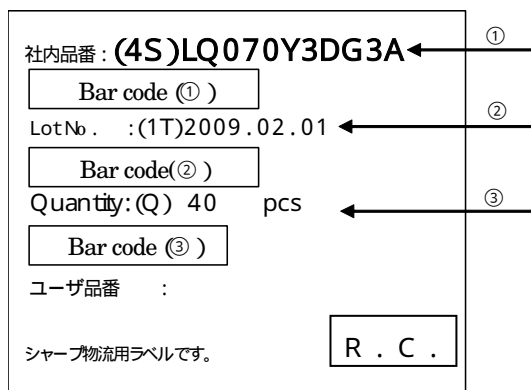 社内品番 : (4S)LQ070Y3DG3A ①
Bar code (①)
Lot No. :(1T)2009.02.01 ②
Bar code(②)
Quantity:(Q) 40 pcs ③
Bar code (③)
ユーザ品番 :
シャープ物流用ラベルです。
R . C .